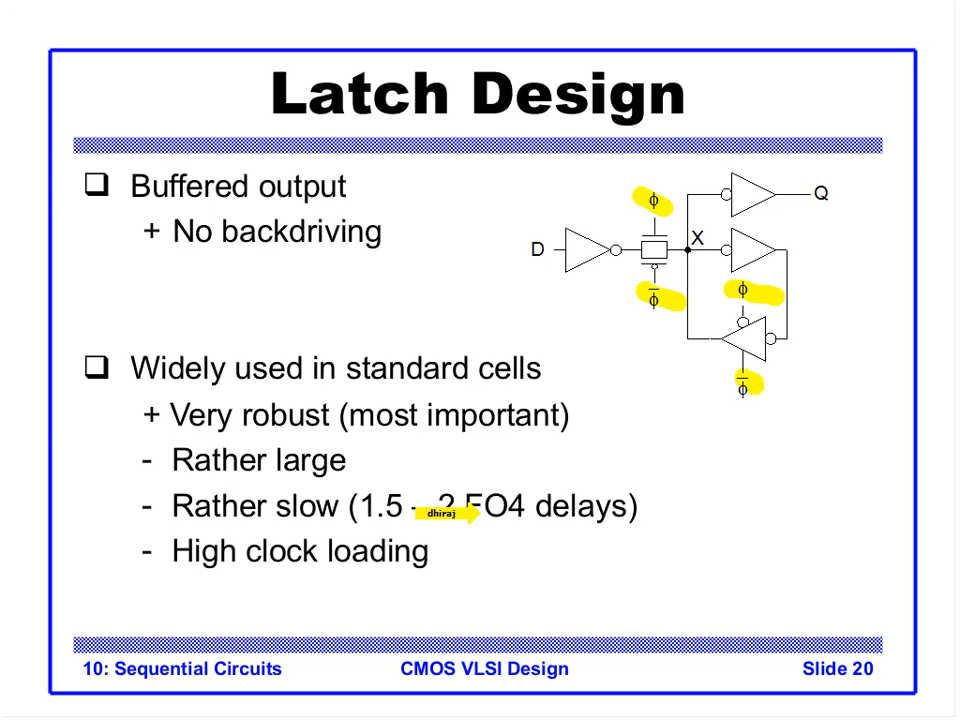 Latch Design
❑ Buffered output
+ No backdriving
❑ Widely used in standard cells
+ Very robust (most important)
- Rather large
- Rather slow (1.5 – 2 FO4 delays)
- High clock loading
dhiraj
D
ϕ
ϕ̅
X
Q
ϕ
ϕ̅
10: Sequential Circuits
CMOS VLSI Design
Slide 20